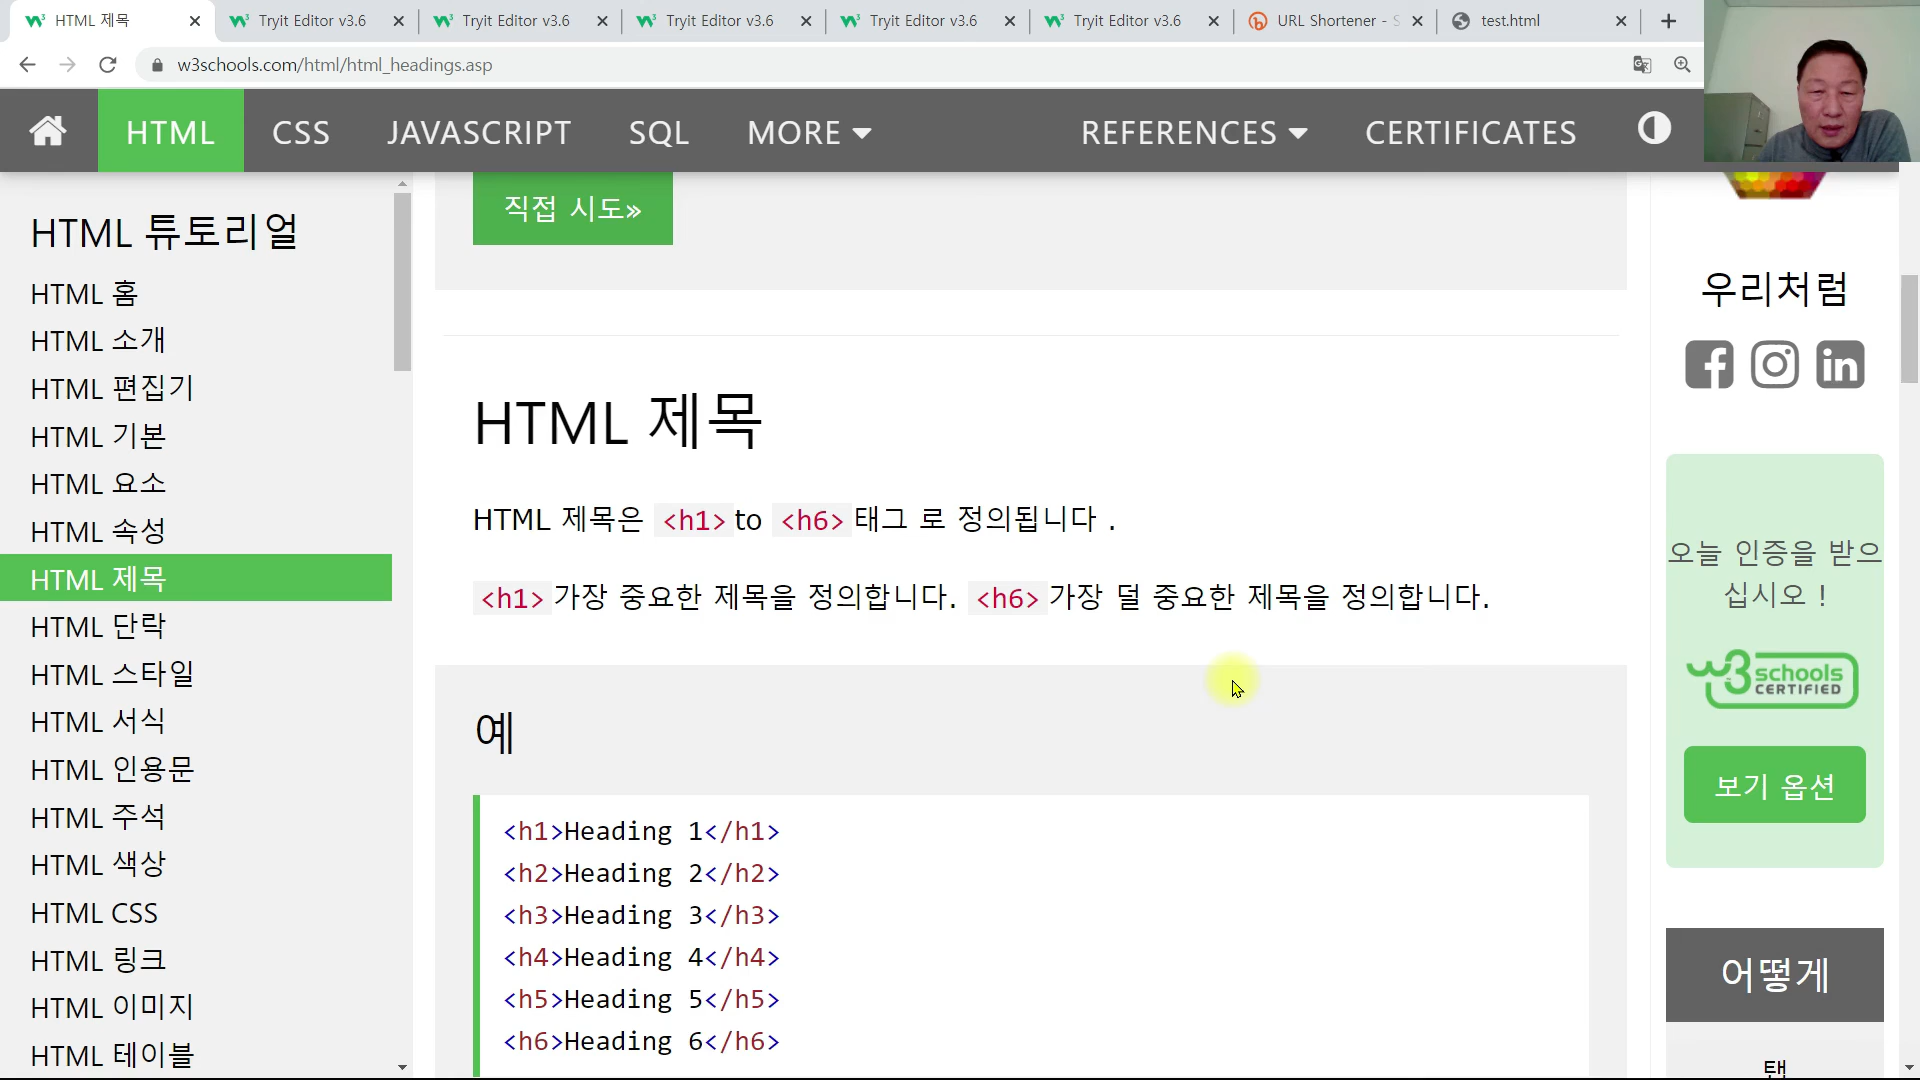 HTML 제목
Tryit Editor v3.6
Tryit Editor v3.6
Tryit Editor v3.6
Tryit Editor v3.6
Tryit Editor v3.6
URL Shortener - S
test.html
w3schools.com/html/html_headings.asp
HTML
CSS
JAVASCRIPT
SQL
MORE
REFERENCES
CERTIFICATES
HTML 튜토리얼
HTML 홈
HTML 소개
HTML 편집기
HTML 기본
HTML 요소
HTML 속성
HTML 제목
HTML 단락
HTML 스타일
HTML 서식
HTML 인용문
HTML 주석
HTML 색상
HTML CSS
HTML 링크
HTML 이미지
HTML 테이블
직접 시도»
HTML 제목
HTML 제목은 <h1>to <h6>태그 로 정의됩니다 .
<h1>가장 중요한 제목을 정의합니다. <h6>가장 덜 중요한 제목을 정의합니다.
예
<h1>Heading 1</h1>
<h2>Heading 2</h2>
<h3>Heading 3</h3>
<h4>Heading 4</h4>
<h5>Heading 5</h5>
<h6>Heading 6</h6>
우리처럼
오늘 인증을 받으
십시오 !
w3schools
CERTIFIED
보기 옵션
어떻게
탭